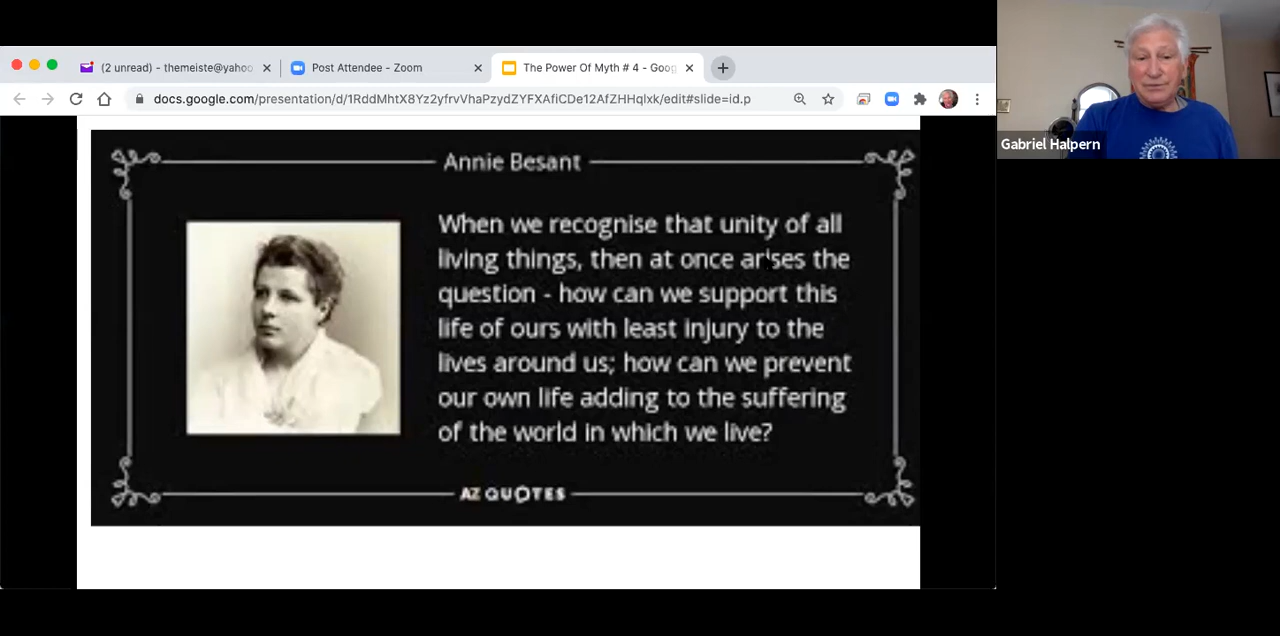 (2 unread) - themeiste@yahoo
Post Attendee - Zoom
The Power Of Myth # 4 - Goog
docs.google.com/presentation/d/1RddMhtX8Yz2yfrvVhaPzydZYFXAfiCDe12AfZHHqlxk/edit#slide=id.p
Gabriel Halpern
Annie Besant
When we recognise that unity of all
living things, then at once arises the
question - how can we support this
life of ours with least injury to the
lives around us; how can we prevent
our own life adding to the suffering
of the world in which we live?
AZ QUOTES